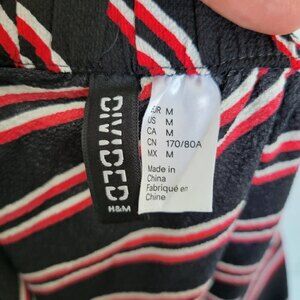 DIVIDED
H&M
EUR M
US M
CA M
CN 170/80A
MX M
Made in
China
Fabriqué en
Chine